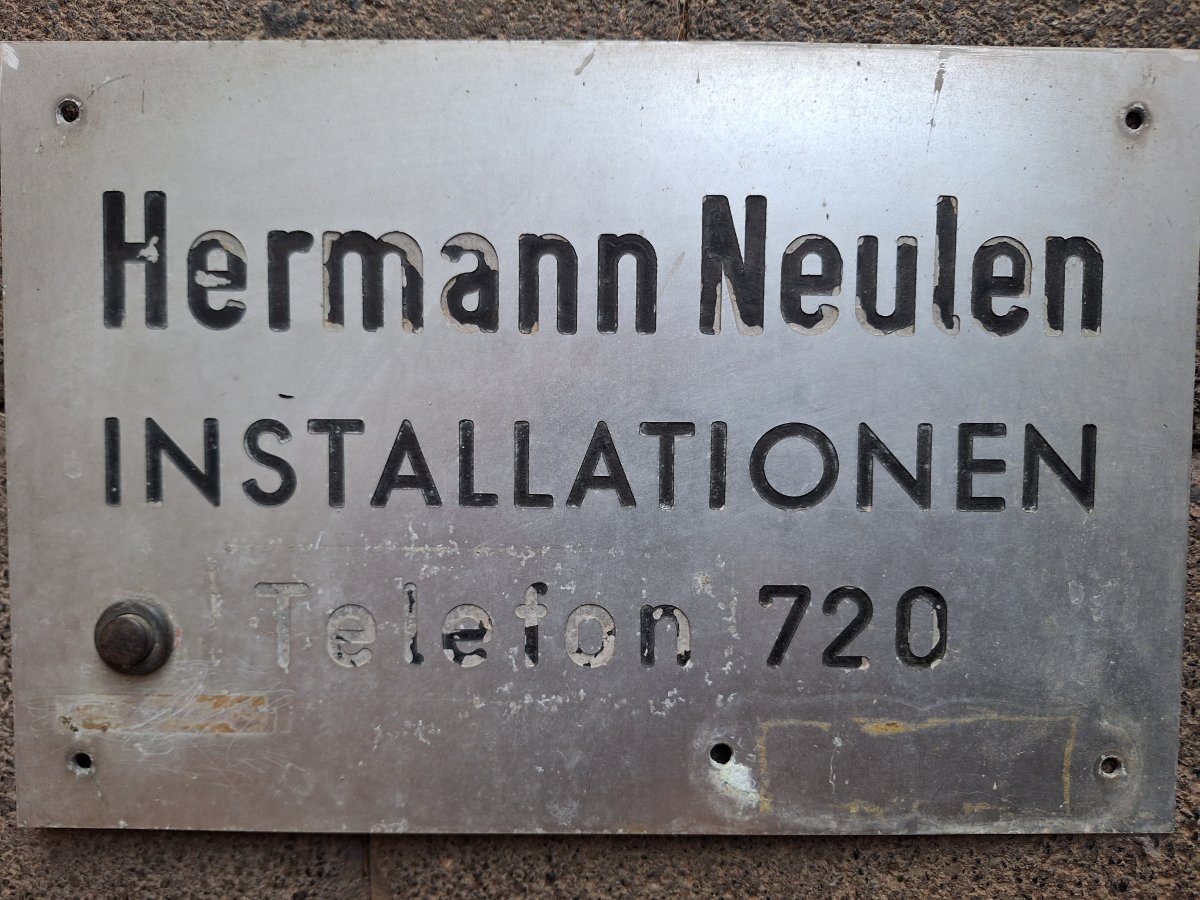 Hermann Neulen
INSTALLATIONEN
Telefon 720